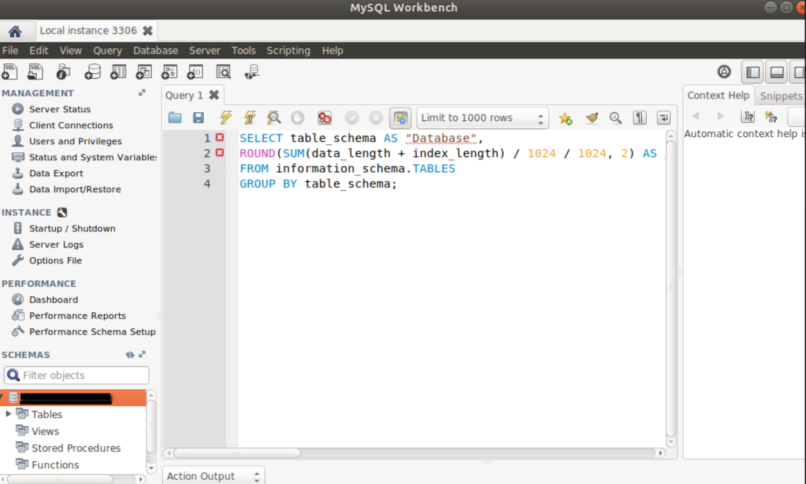 MySQL Workbench
Local instance 3306
File Edit View Query Database Server Tools Scripting Help
MANAGEMENT
Server Status
Client Connections
Users and Privileges
Status and System Variable
Data Export
Data Import/Restore
INSTANCE
Startup / Shutdown
Server Logs
Options File
PERFORMANCE
Dashboard
Performance Reports
Performance Schema Setup
SCHEMAS
Filter objects
Tables
Views
Stored Procedures
Functions
Query 1
Limit to 1000 rows
1 SELECT table_schema AS "Database",
2 ROUND(SUM(data_length + index_length) / 1024 / 1024, 2) AS
3 FROM information_schema.TABLES
4 GROUP BY table_schema;
Action Output
Context Help Snippets
Automatic context help is